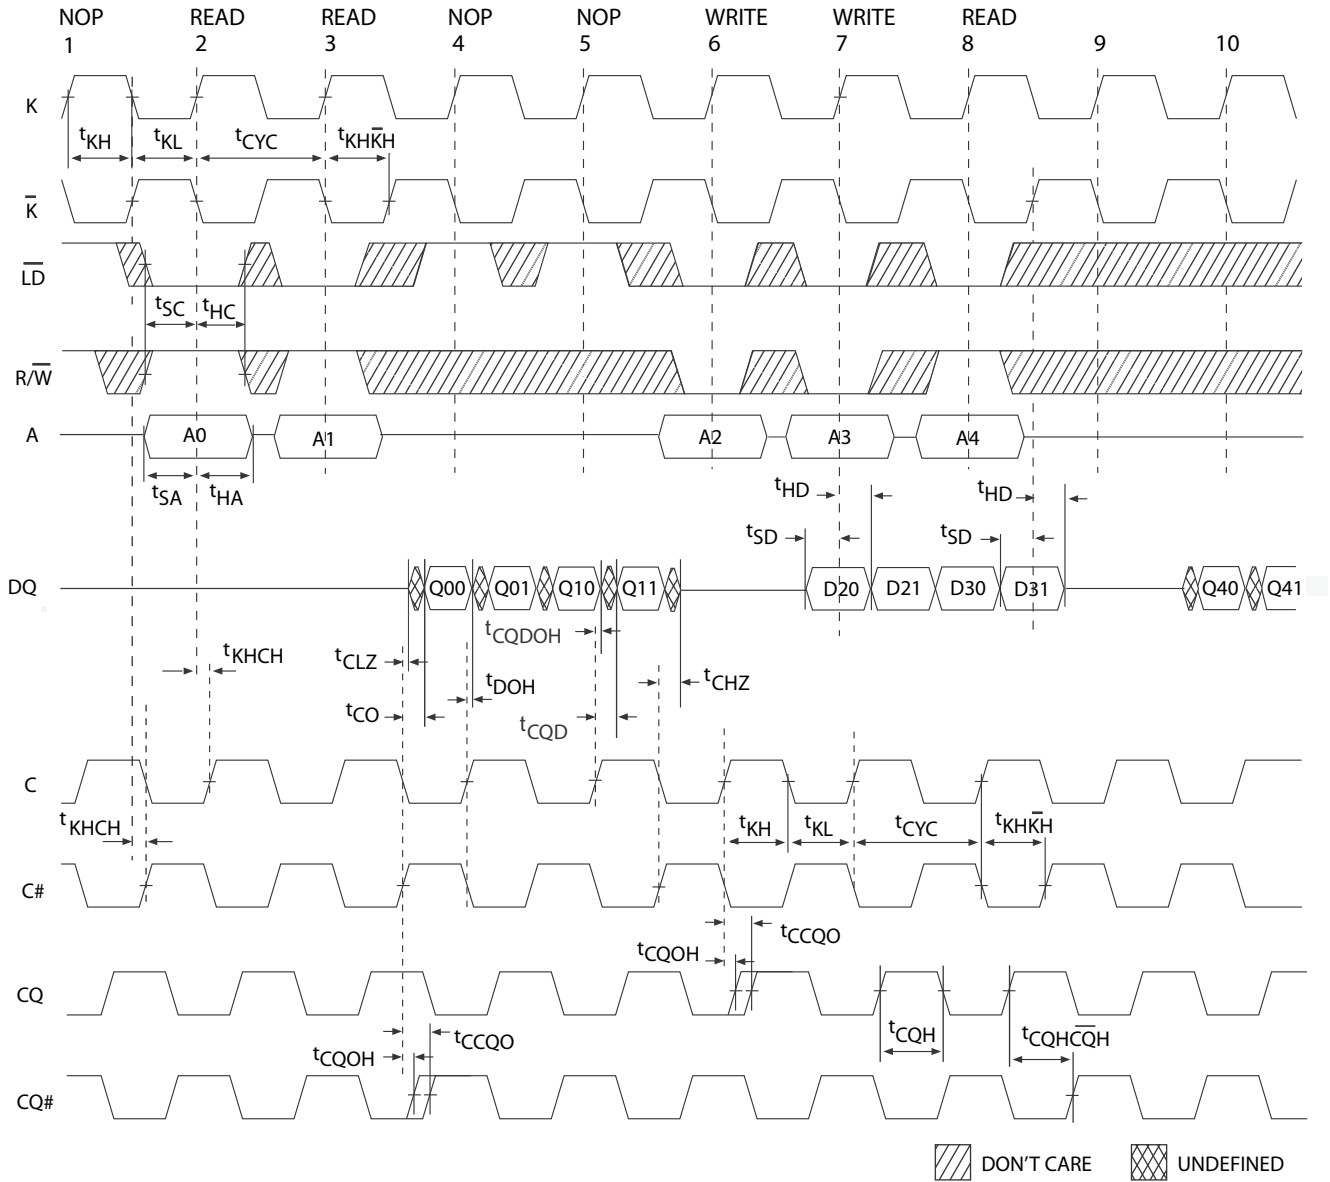 NOP READ READ NOP NOP WRITE WRITE READ
1 2 3 4 5 6 7 8 9 10
K
tKH tKL tCYC tKHK̅H
K̅
L̅D̅
tSC tHC
R/W̅
A A0 A1 A2 A3 A4
tSA tHA tHD tHD
tSD tSD
DQ Q00 Q01 Q10 Q11 D20 D21 D30 D31 Q40 Q41
tCQDOH
tKHCH tCLZ tDOH tCHZ
tCO tCQD
C
tKHCH tKH tKL tCYC tKHK̅H
C#
tCCQO
tCQOH
CQ
tCCQO tCQH tCQHC̅Q̅H
tCQOH
CQ#
DON'T CARE UNDEFINED